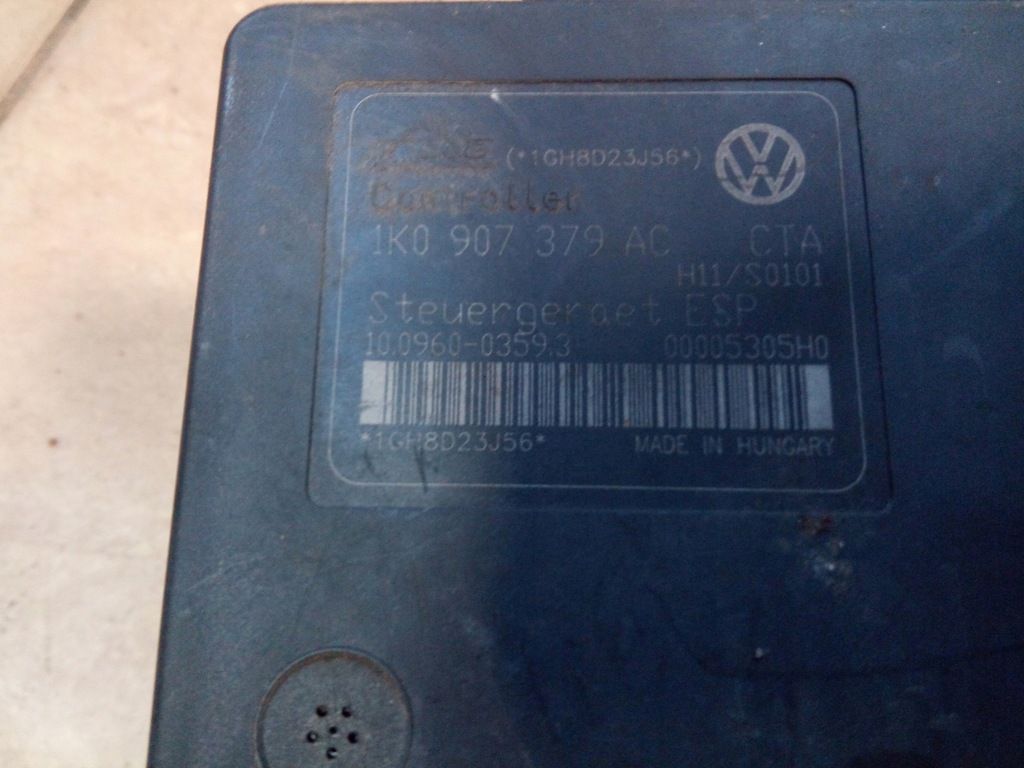 (*1GH8D23J56*)
Controller
1K0 907 379 AC CTA
H11/S0101
Steuergeraet ESP
10.0960-0359.3 00005305H0
*1GH8D23J56*
MADE IN HUNGARY